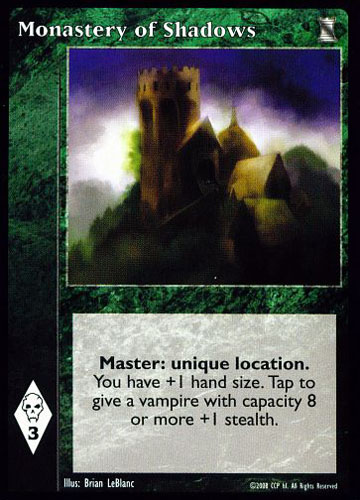 Monastery of Shadows
Master: unique location.
You have +1 hand size. Tap to
give a vampire with capacity 8
or more +1 stealth.
3
Illus: Brian LeBlanc
©2008 CCP hf. All Rights Reserved